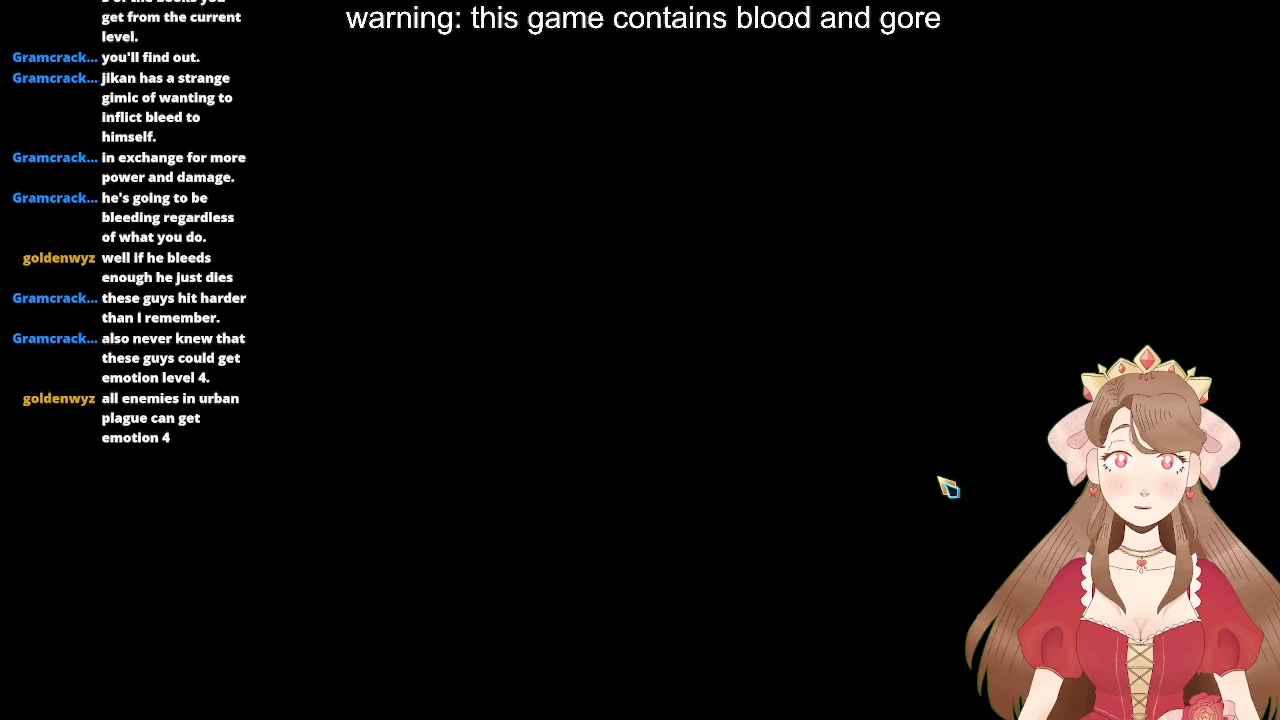 warning: this game contains blood and gore
get from the current
level.
Gramcrack... you'll find out.
Gramcrack... jikan has a strange
gimic of wanting to
inflict bleed to
himself.
Gramcrack... in exchange for more
power and damage.
Gramcrack... he's going to be
bleeding regardless
of what you do.
goldenwyz well if he bleeds
enough he just dies
Gramcrack... these guys hit harder
than I remember.
Gramcrack... also never knew that
these guys could get
emotion level 4.
goldenwyz all enemies in urban
plague can get
emotion 4